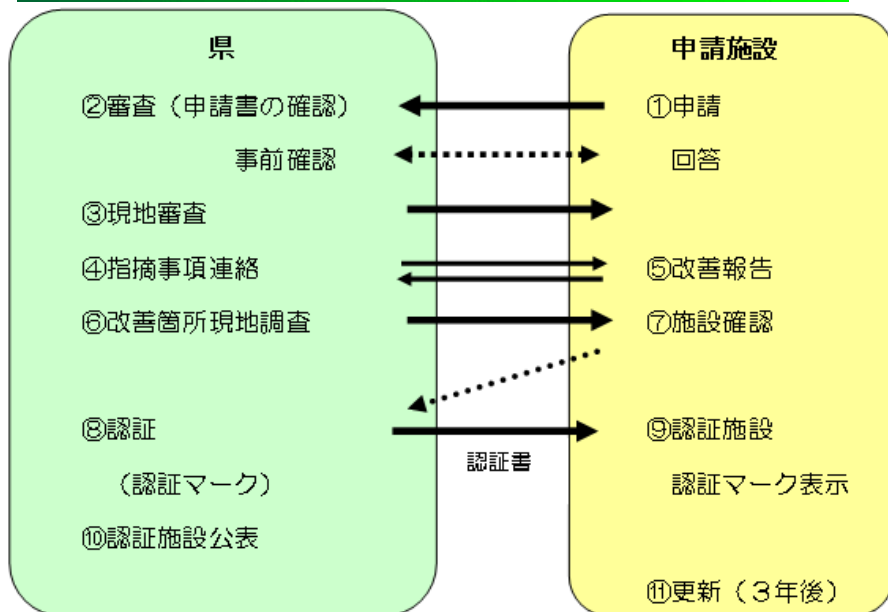 県 申請施設
②審査（申請書の確認） ①申請
事前確認 回答
③現地審査
④指摘事項連絡 ⑤改善報告
⑥改善箇所現地調査 ⑦施設確認
⑧認証 ⑨認証施設
認証書
（認証マーク） 認証マーク表示
⑩認証施設公表
⑪更新（３年後）